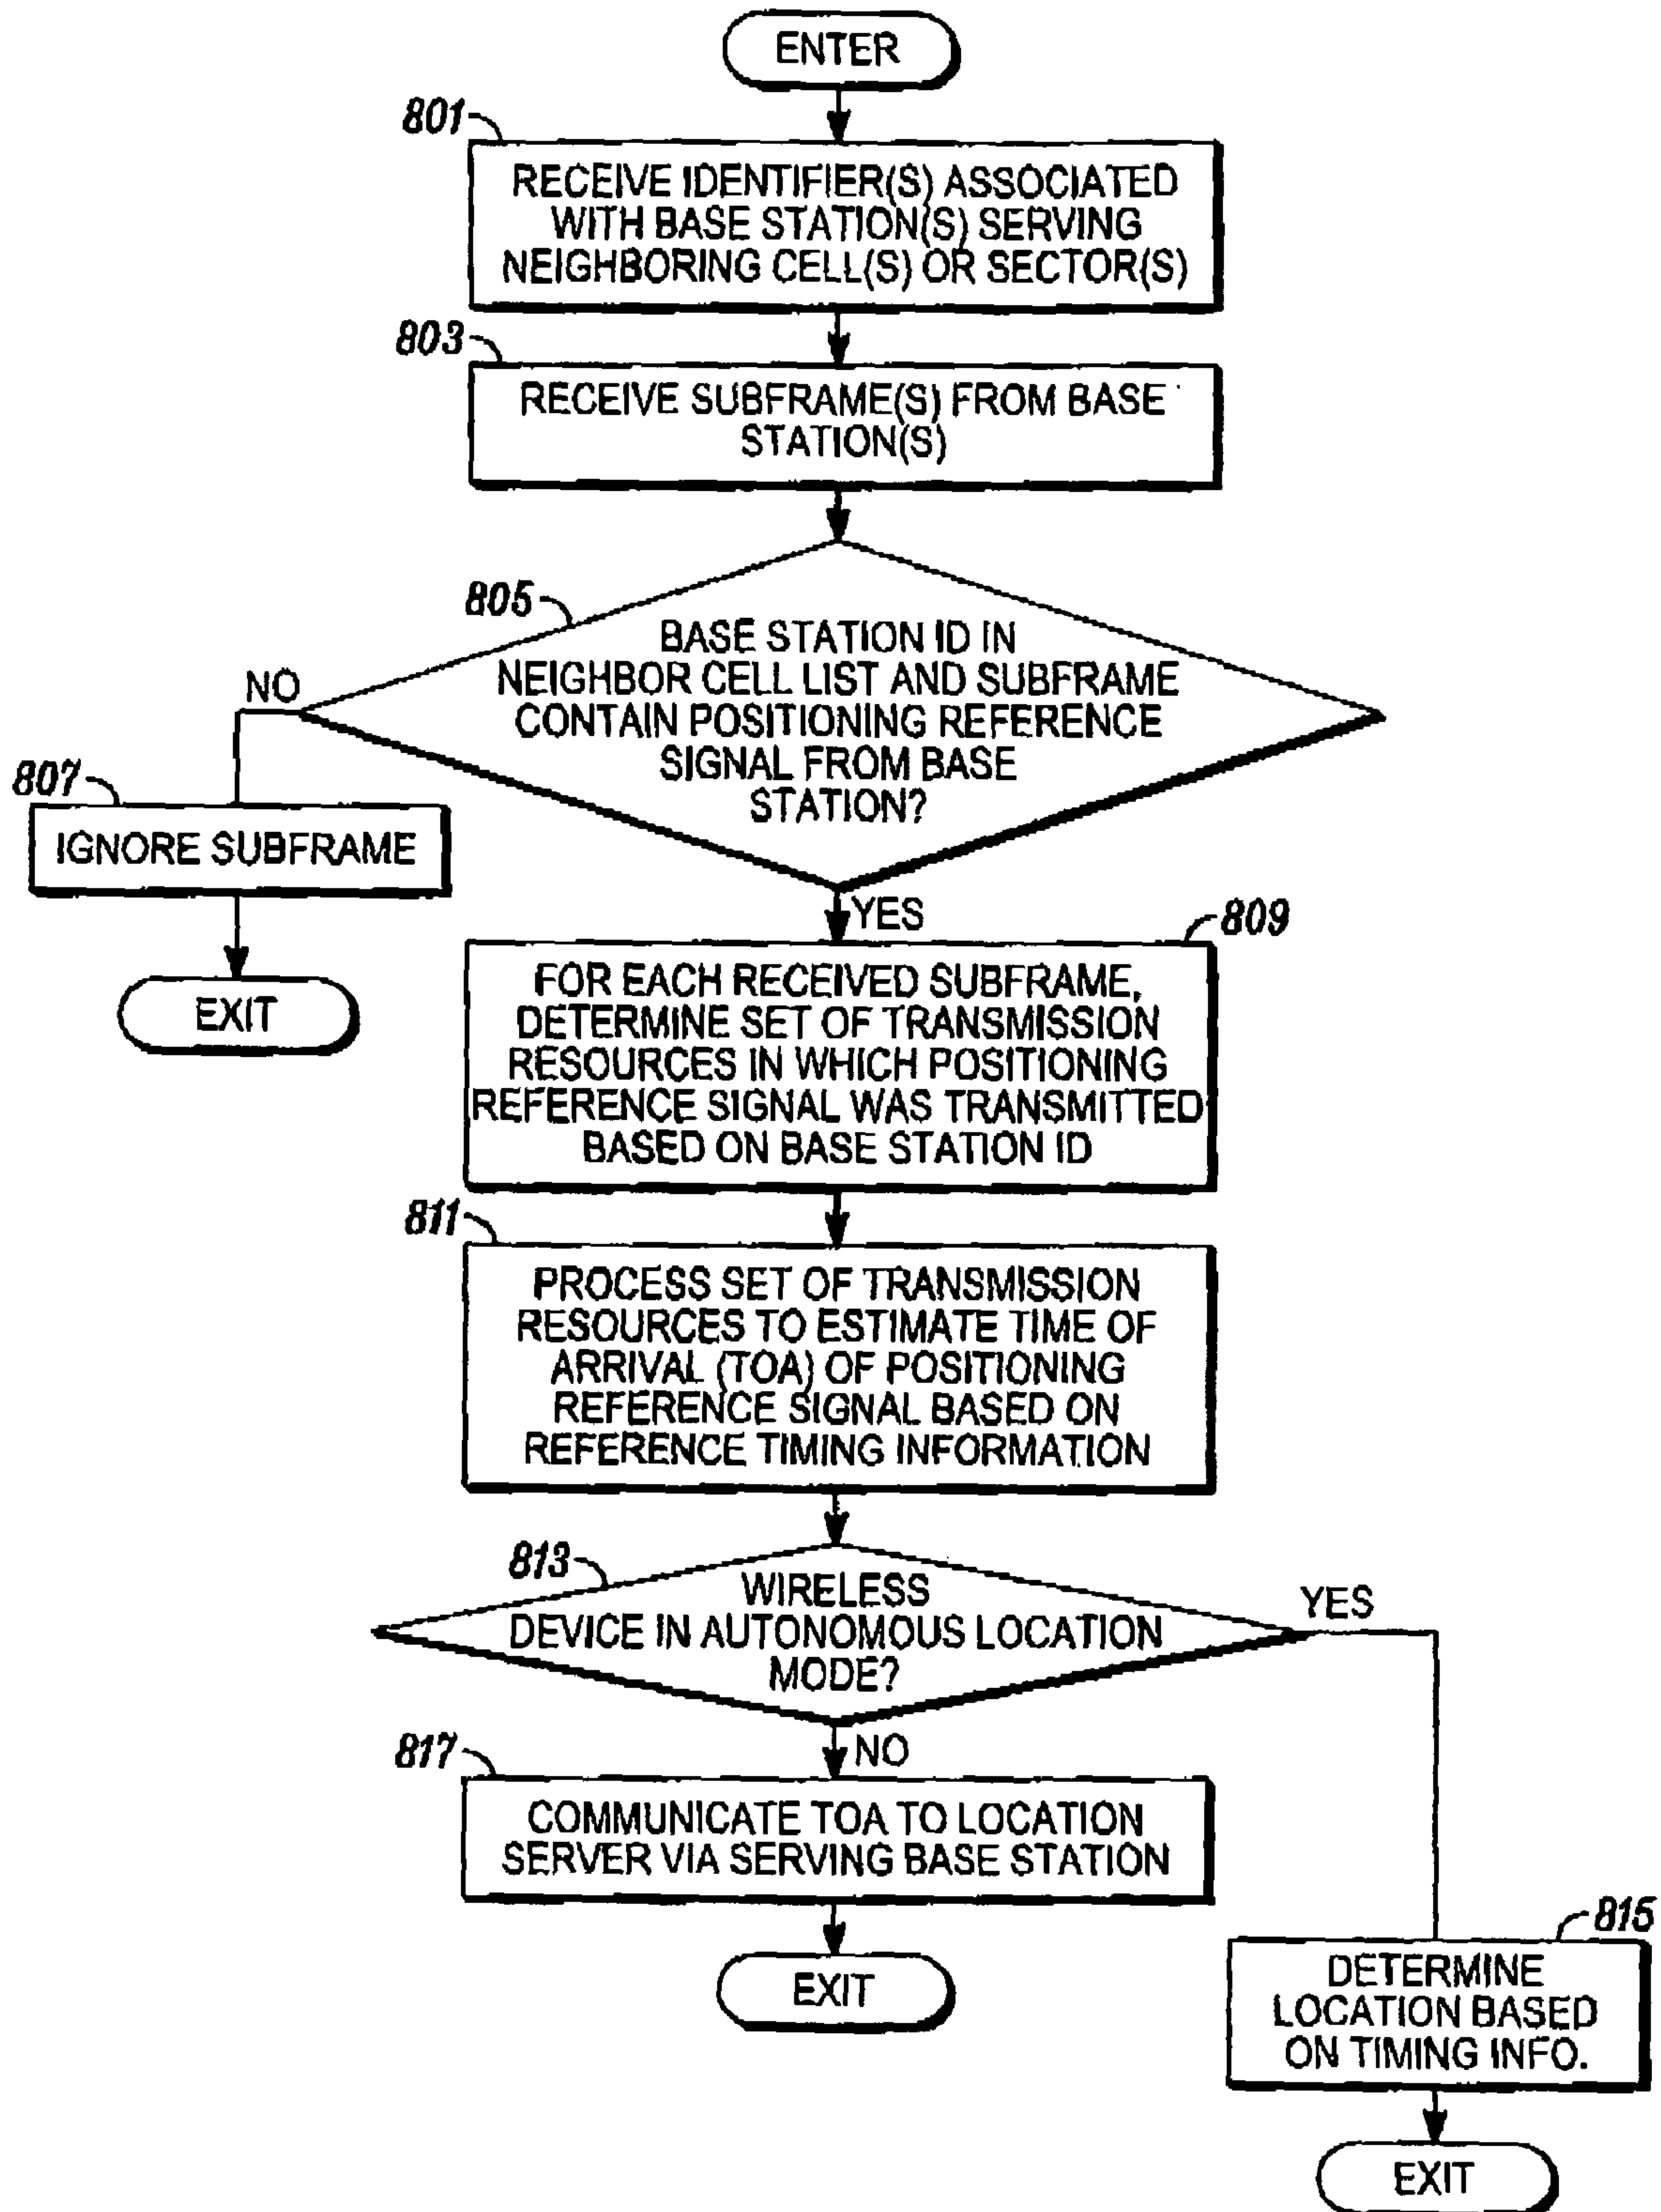 ENTER
801
RECEIVE IDENTIFIER(S) ASSOCIATED
WITH BASE STATION(S) SERVING
NEIGHBORING CELL(S) OR SECTOR(S)
803
RECEIVE SUBFRAME(S) FROM BASE
STATION(S)
805
BASE STATION ID IN
NEIGHBOR CELL LIST AND SUBFRAME
CONTAIN POSITIONING REFERENCE
SIGNAL FROM BASE
STATION?
NO
807
IGNORE SUBFRAME
EXIT
YES
809
FOR EACH RECEIVED SUBFRAME,
DETERMINE SET OF TRANSMISSION
RESOURCES IN WHICH POSITIONING
REFERENCE SIGNAL WAS TRANSMITTED
BASED ON BASE STATION ID
811
PROCESS SET OF TRANSMISSION
RESOURCES TO ESTIMATE TIME OF
ARRIVAL (TOA) OF POSITIONING
REFERENCE SIGNAL BASED ON
REFERENCE TIMING INFORMATION
813
WIRELESS
DEVICE IN AUTONOMOUS LOCATION
MODE?
YES
NO
817
COMMUNICATE TOA TO LOCATION
SERVER VIA SERVING BASE STATION
EXIT
815
DETERMINE
LOCATION BASED
ON TIMING INFO.
EXIT